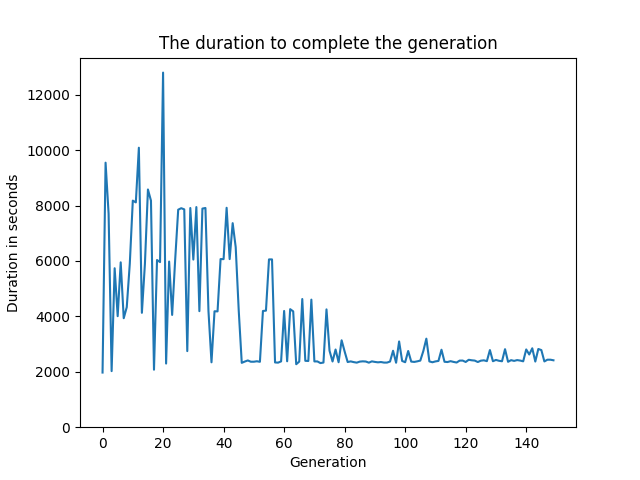 The duration to complete the generation
12000
10000
8000
6000
4000
2000
0
Duration in seconds
0 20 40 60 80 100 120 140
Generation